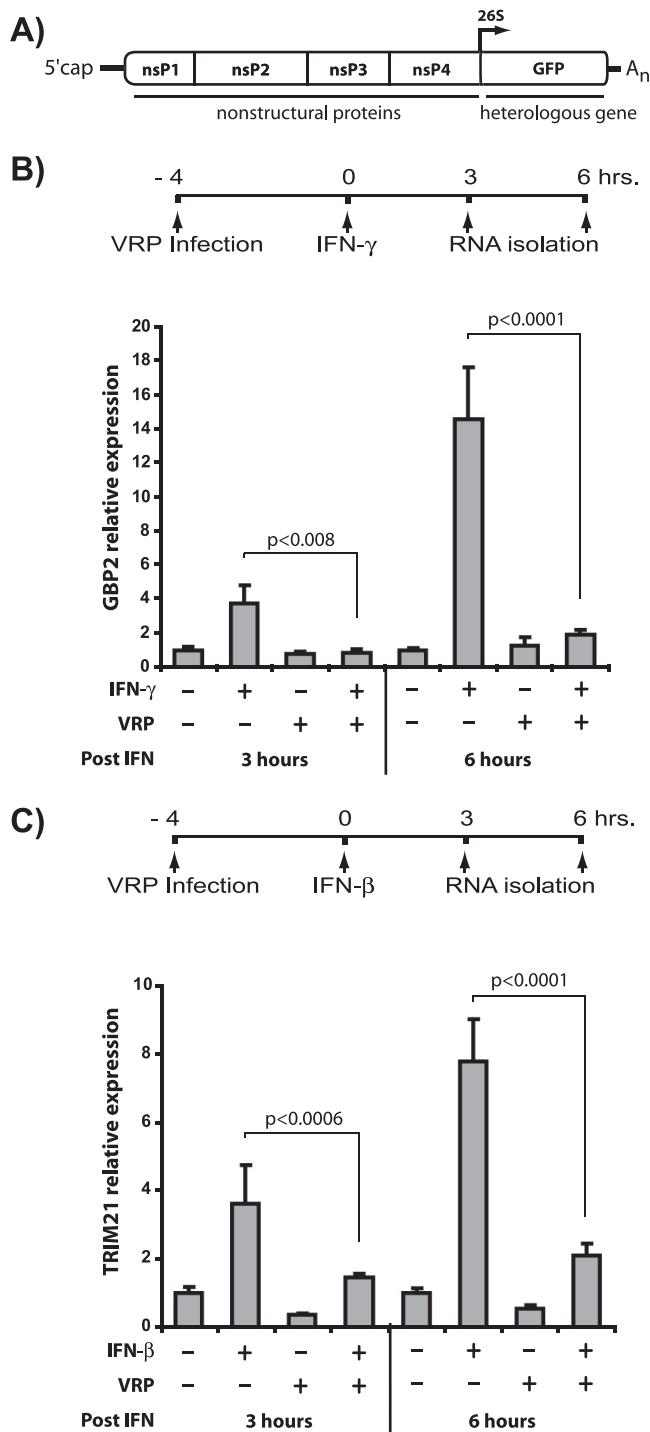 A)
26S
5'cap nsP1 nsP2 nsP3 nsP4 GFP An
nonstructural proteins heterologous gene
B)
- 4 0 3 6 hrs.
VRP Infection IFN-γ RNA isolation
20
18
16
14
12
10
8
6
4
2
0
GBP2 relative expression
p<0.008
p<0.0001
IFN-γ − + − + − + − +
VRP − − + + − − + +
Post IFN 3 hours 6 hours
C)
- 4 0 3 6 hrs.
VRP Infection IFN-β RNA isolation
10
8
6
4
2
0
TRIM21 relative expression
p<0.0006
p<0.0001
IFN-β − + − + − + − +
VRP − − + + − − + +
Post IFN 3 hours 6 hours